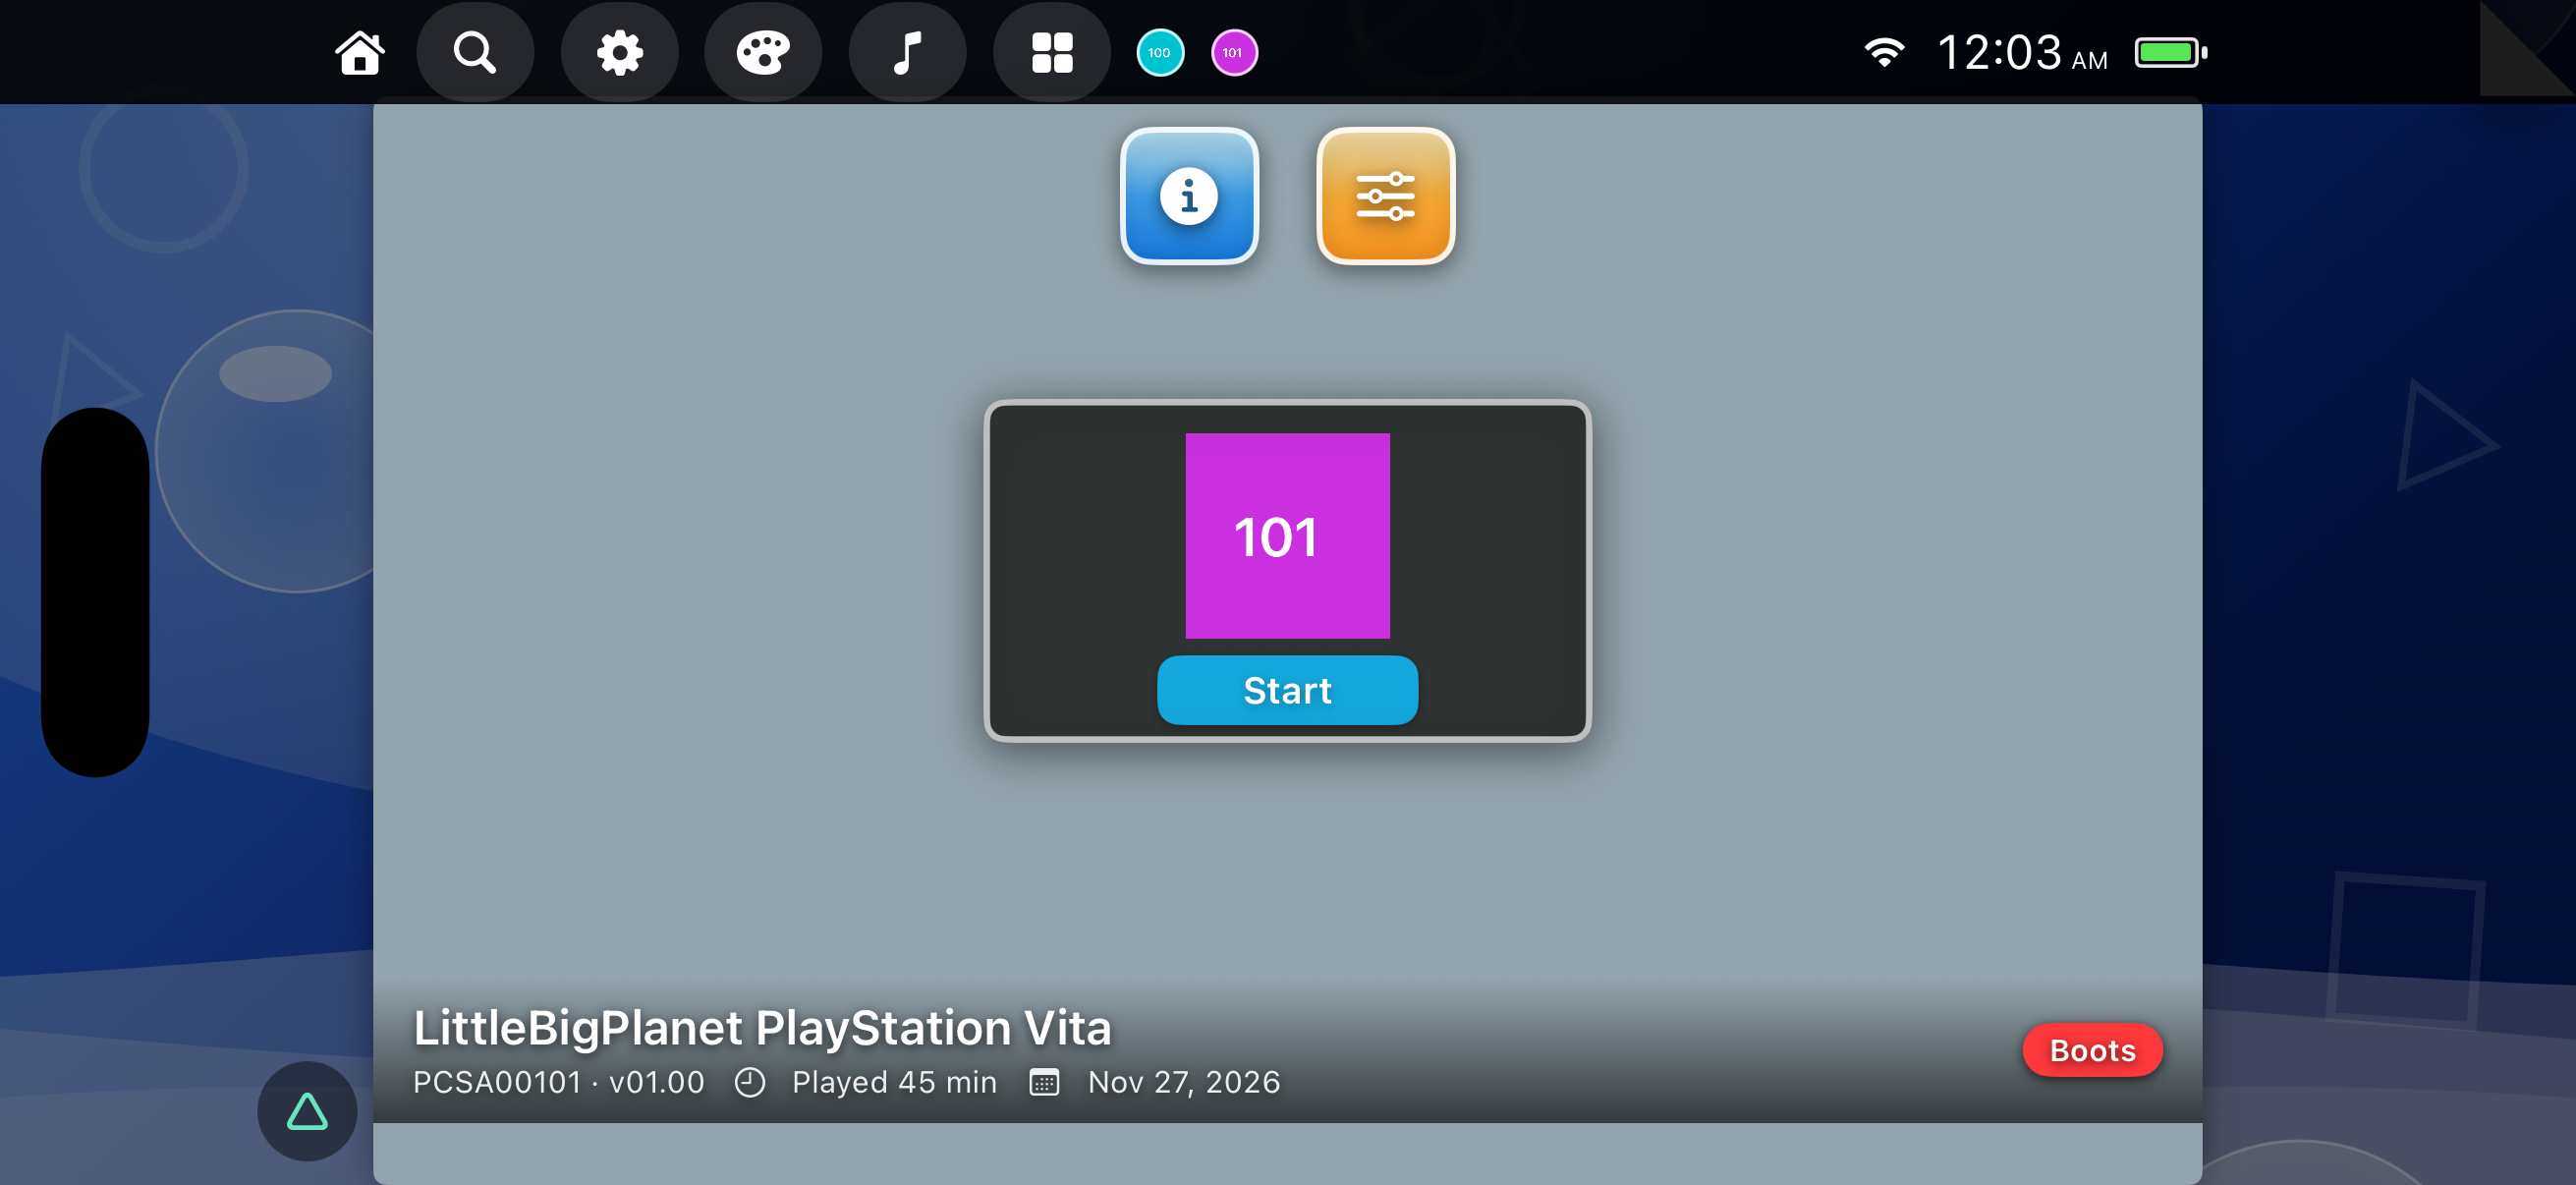 100
101
12:03 AM
101
Start
LittleBigPlanet PlayStation Vita
PCSA00101 · v01.00 Played 45 min Nov 27, 2026
Boots